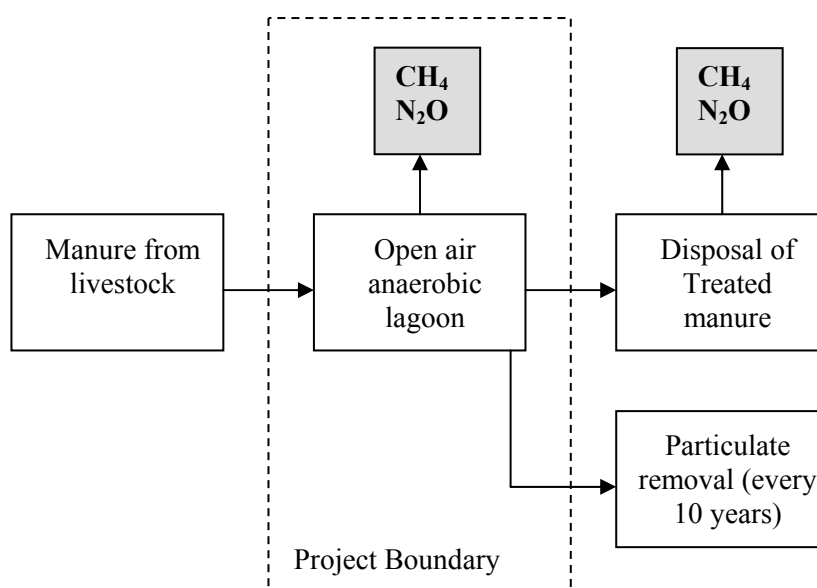 CH₄
N₂O
CH₄
N₂O
Manure from
livestock
Open air
anaerobic
lagoon
Disposal of
Treated
manure
Particulate
removal (every
10 years)
Project Boundary